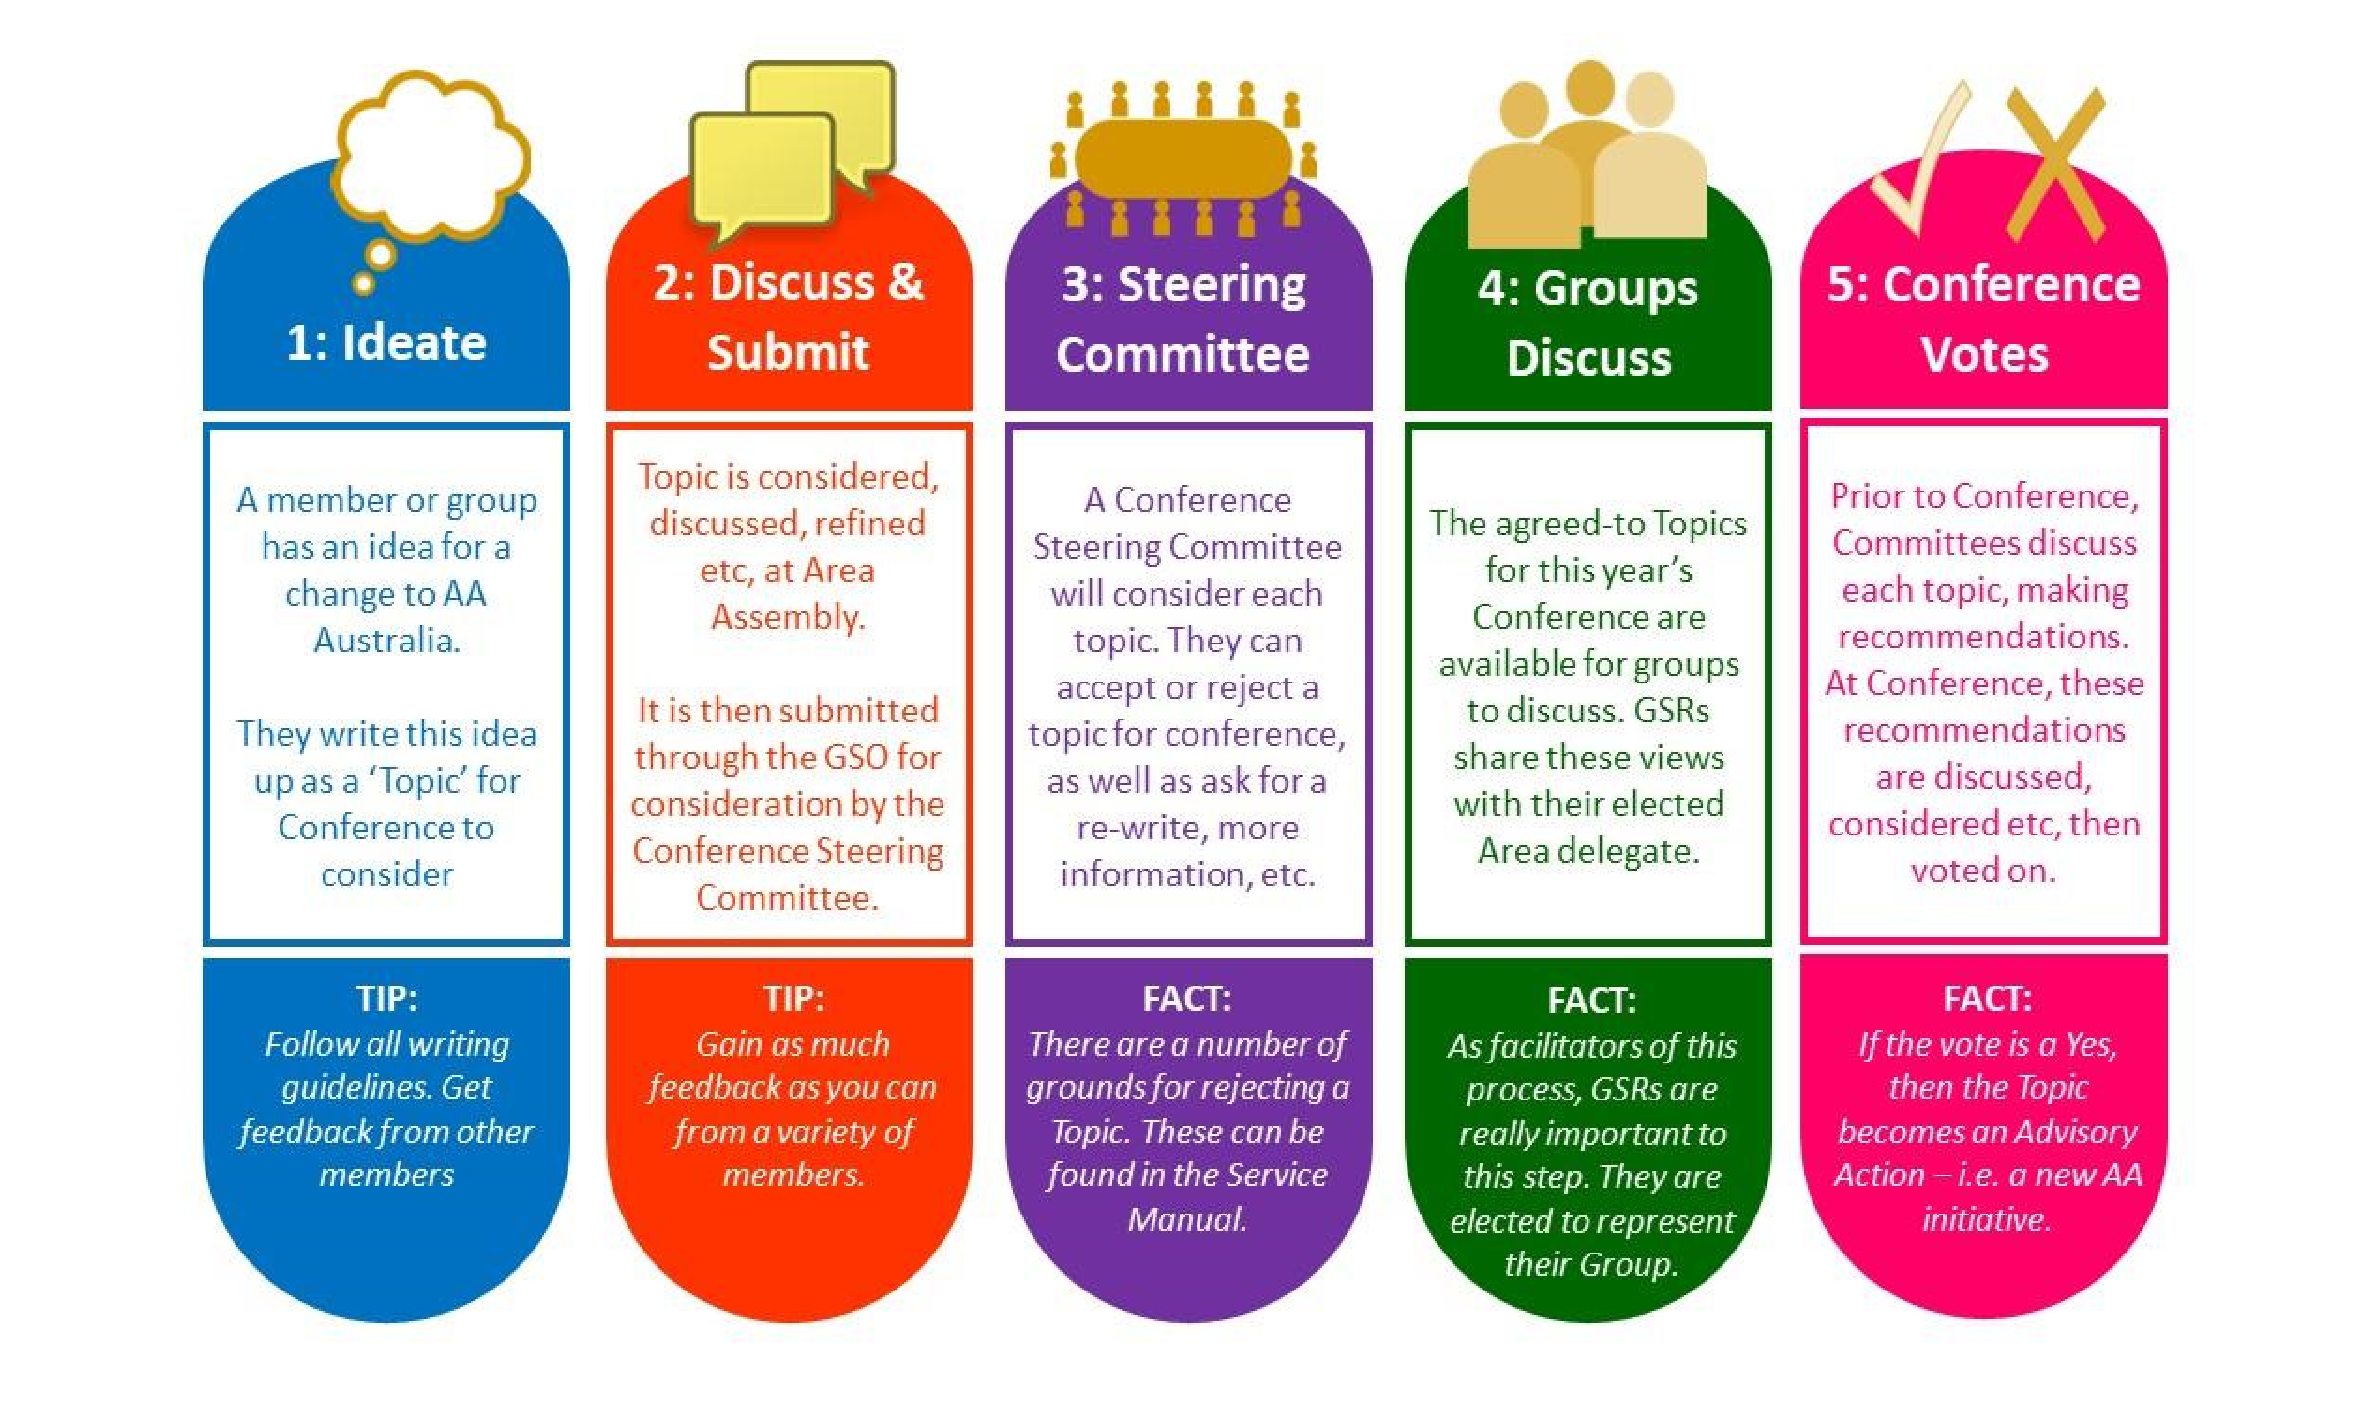 1: Ideate
A member or group
has an idea for a
change to AA
Australia.
They write this idea
up as a ‘Topic’ for
Conference to
consider
TIP:
Follow all writing
guidelines. Get
feedback from other
members
2: Discuss &
Submit
Topic is considered,
discussed, refined
etc, at Area
Assembly.
It is then submitted
through the GSO for
consideration by the
Conference Steering
Committee.
TIP:
Gain as much
feedback as you can
from a variety of
members.
3: Steering
Committee
A Conference
Steering Committee
will consider each
topic. They can
accept or reject a
topic for conference,
as well as ask for a
re-write, more
information, etc.
FACT:
There are a number of
grounds for rejecting a
Topic. These can be
found in the Service
Manual.
4: Groups
Discuss
The agreed-to Topics
for this year’s
Conference are
available for groups
to discuss. GSRs
share these views
with their elected
Area delegate.
FACT:
As facilitators of this
process, GSRs are
really important to
this step. They are
elected to represent
their Group.
5: Conference
Votes
Prior to Conference,
Committees discuss
each topic, making
recommendations.
At Conference, these
recommendations
are discussed,
considered etc, then
voted on.
FACT:
If the vote is a Yes,
then the Topic
becomes an Advisory
Action – i.e. a new AA
initiative.